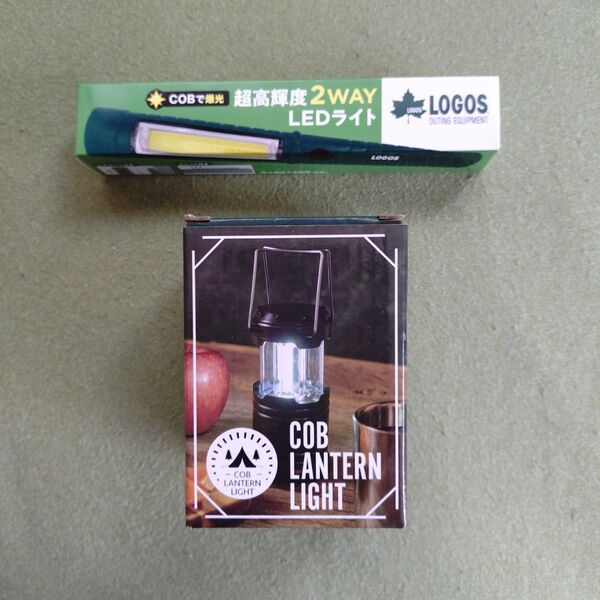 COBで爆光
超高輝度2WAY
LEDライト
LOGOS
OUTING EQUIPMENT
LOGOS
COB
LANTERN
LIGHT
COB
LANTERN
LIGHT